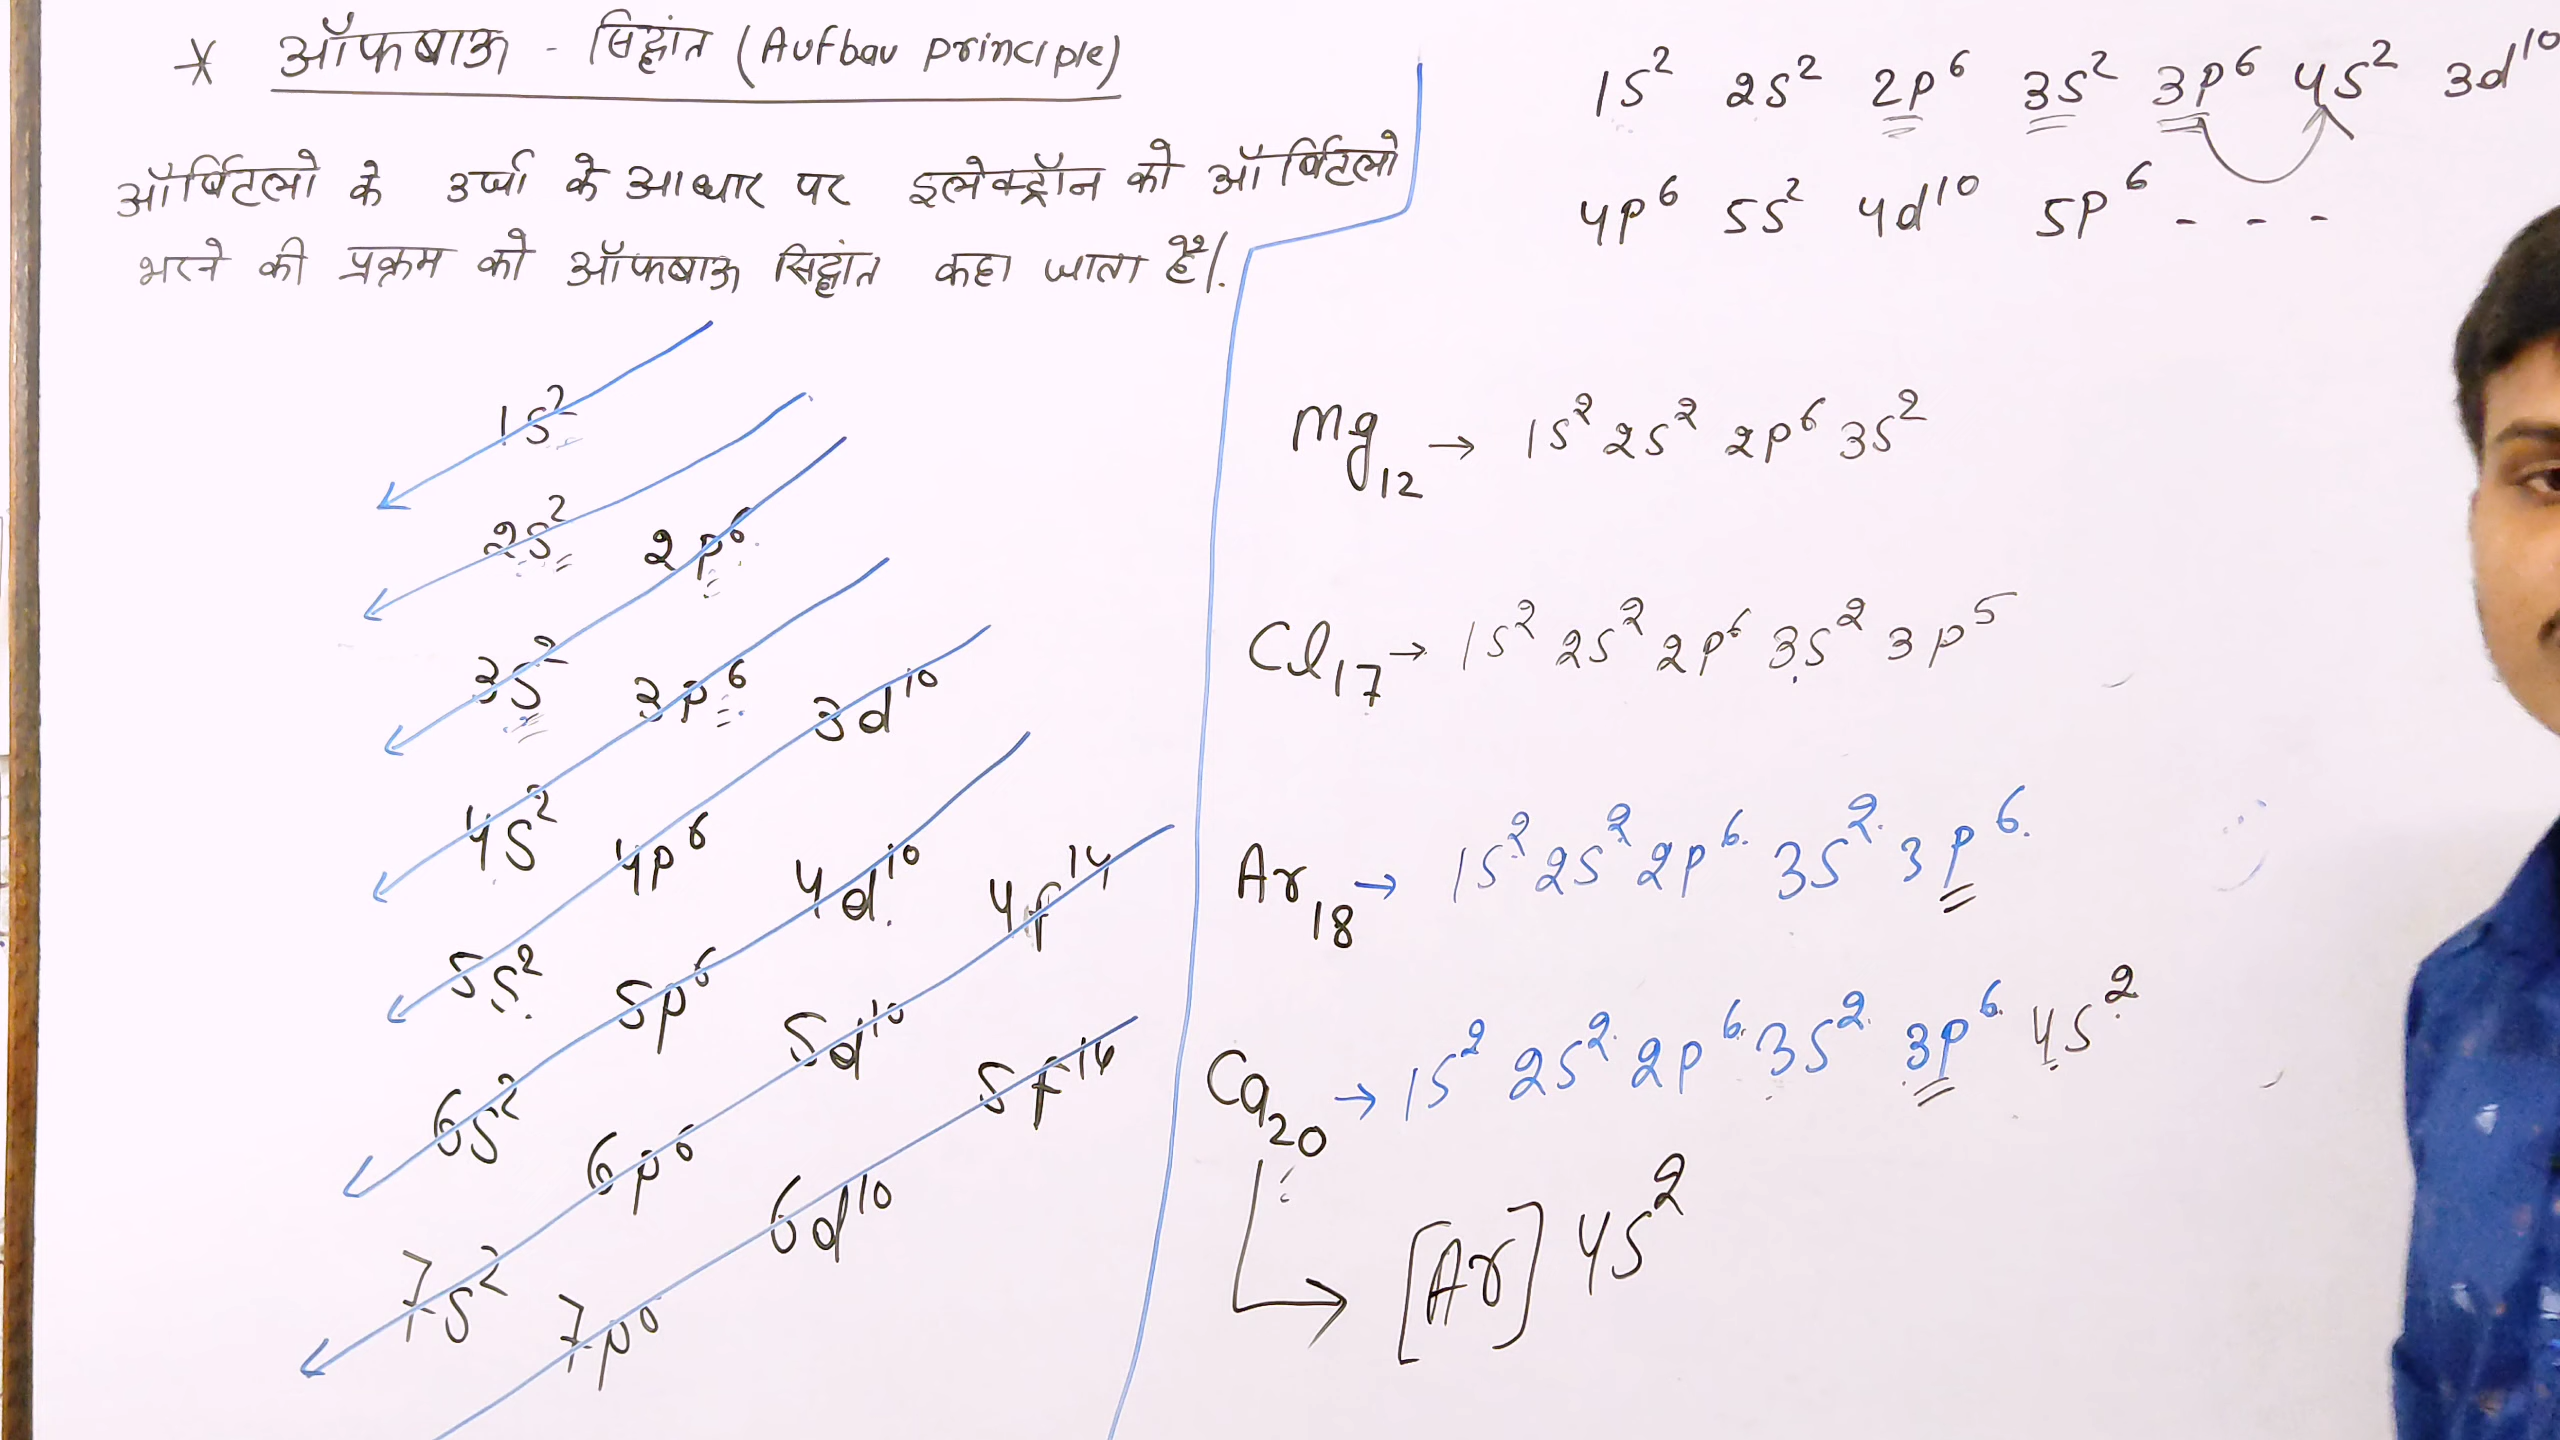 * ऑफबाऊ - सिद्धांत (Aufbau principle)
ऑर्बिटलो के उर्जा के आधार पर इलेक्ट्रॉन को ऑर्बिटलो
भरने की प्रक्रम को ऑफबाऊ सिद्धांत कहा जाता है।
1s² 
2s² 2p⁶
3s² 3p⁶ 3d¹⁰
4s² 4p⁶ 4d¹⁰ 4f¹⁴
5s² 5p⁶ 5d¹⁰ 5f¹⁴
6s² 6p⁶ 6d¹⁰
7s² 7p⁶
1s² 2s² 2p⁶ 3s² 3p⁶ 4s² 3d¹⁰
4p⁶ 5s² 4d¹⁰ 5p⁶ - - -
Mg₁₂ → 1s² 2s² 2p⁶ 3s²
Cl₁₇ → 1s² 2s² 2p⁶ 3s² 3p⁵
Ar₁₈ → 1s² 2s² 2p⁶ 3s² 3p⁶
Ca₂₀ → 1s² 2s² 2p⁶ 3s² 3p⁶ 4s²
→ [Ar] 4s²